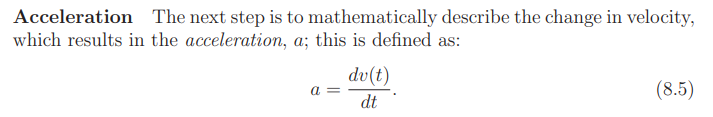 Acceleration The next step is to mathematically describe the change in velocity,
which results in the acceleration, a; this is defined as:
a = dv(t)/dt. (8.5)